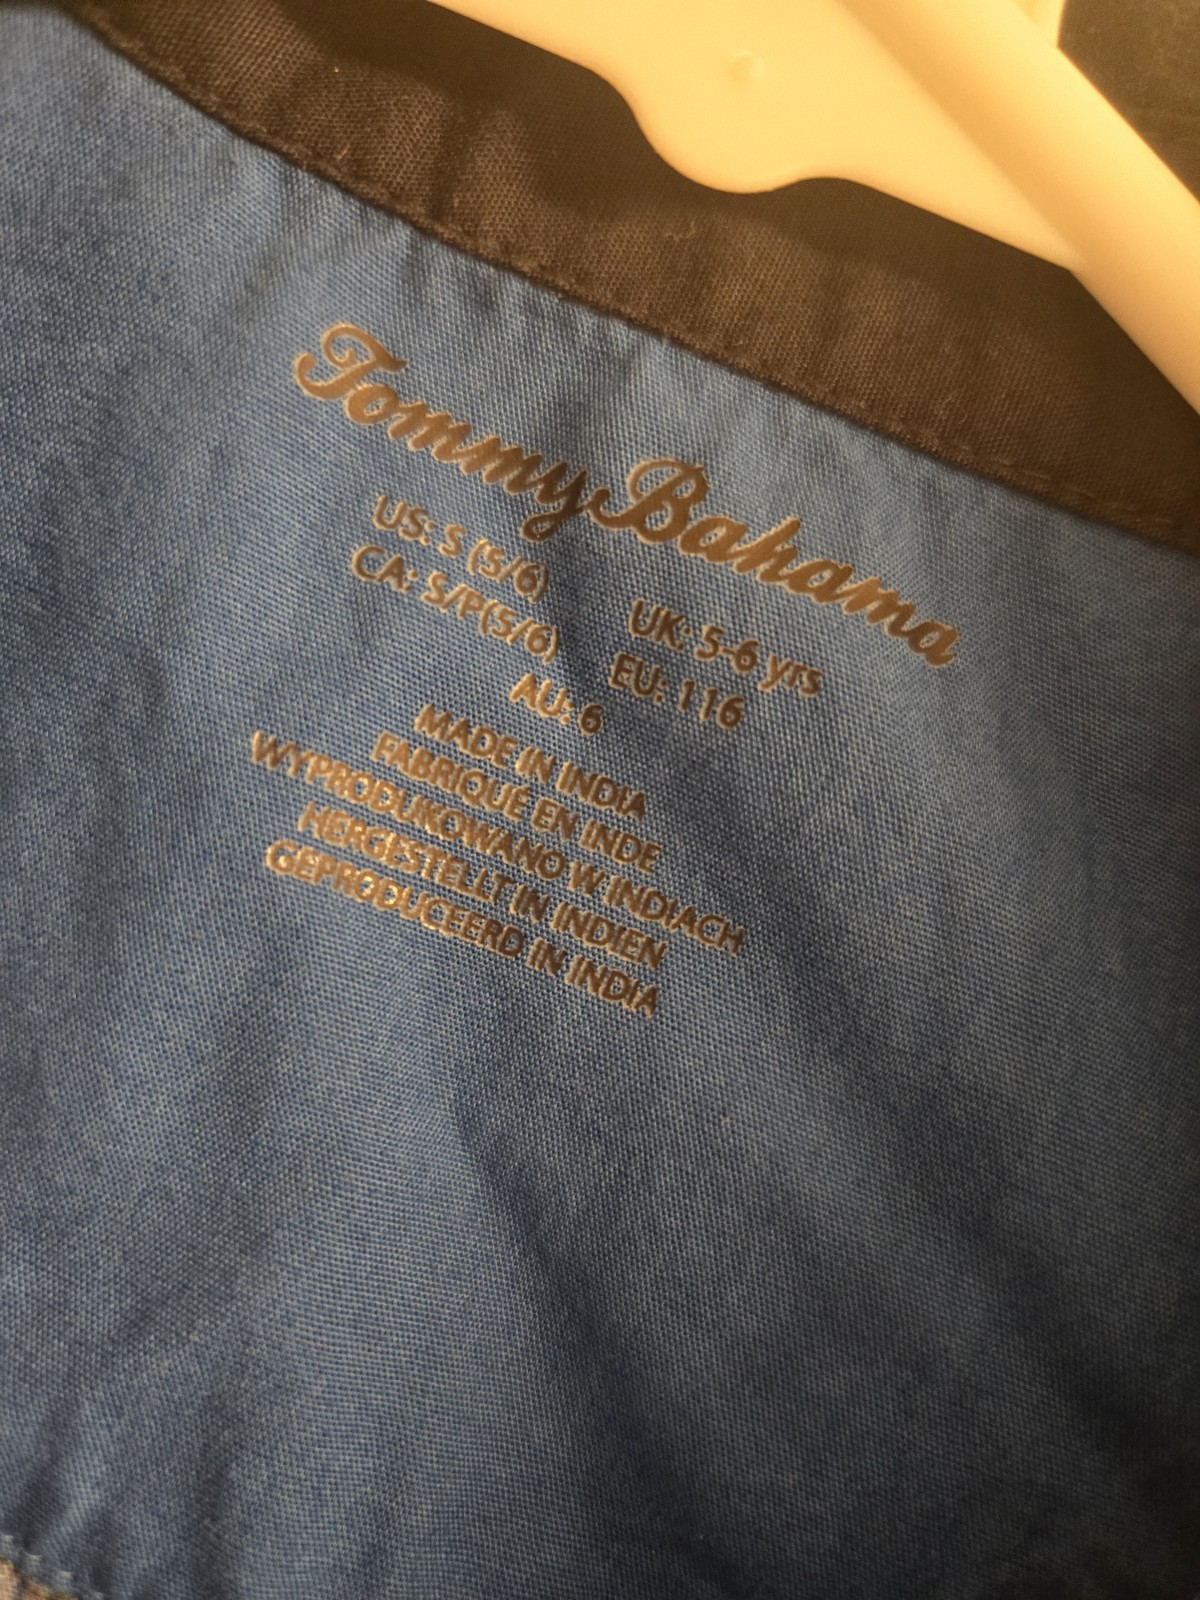 Tommy Bahama
US: S (5/6) UK: 5-6 yrs
CA: S/P(5/6) EU: 116
AU: 6
MADE IN INDIA
FABRIQUÉ EN INDE
WYPRODUKOWANO W INDIACH
HERGESTELLT IN INDIEN
GEPRODUCEERD IN INDIA